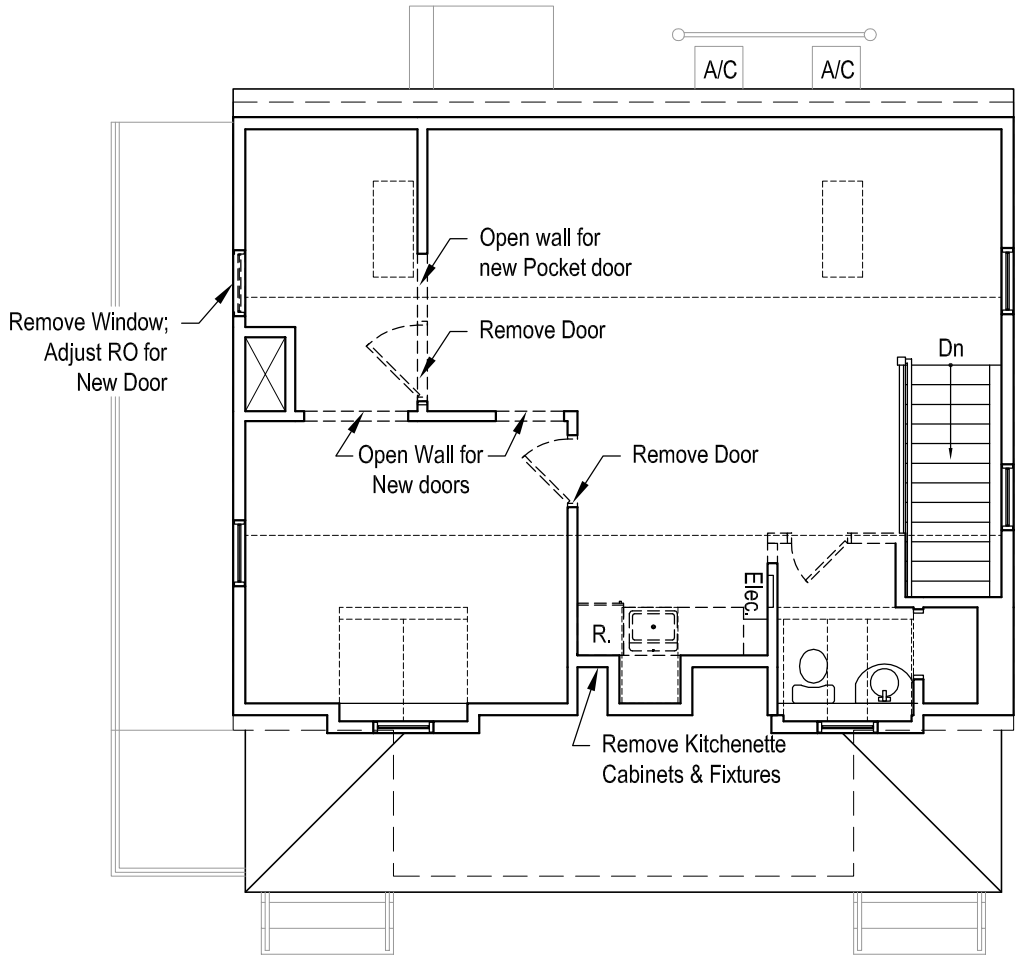 A/C
A/C
Open wall for
new Pocket door
Remove Window;
Adjust RO for
New Door
Remove Door
Dn
Open Wall for
New doors
Remove Door
Elec.
R.
Remove Kitchenette
Cabinets & Fixtures